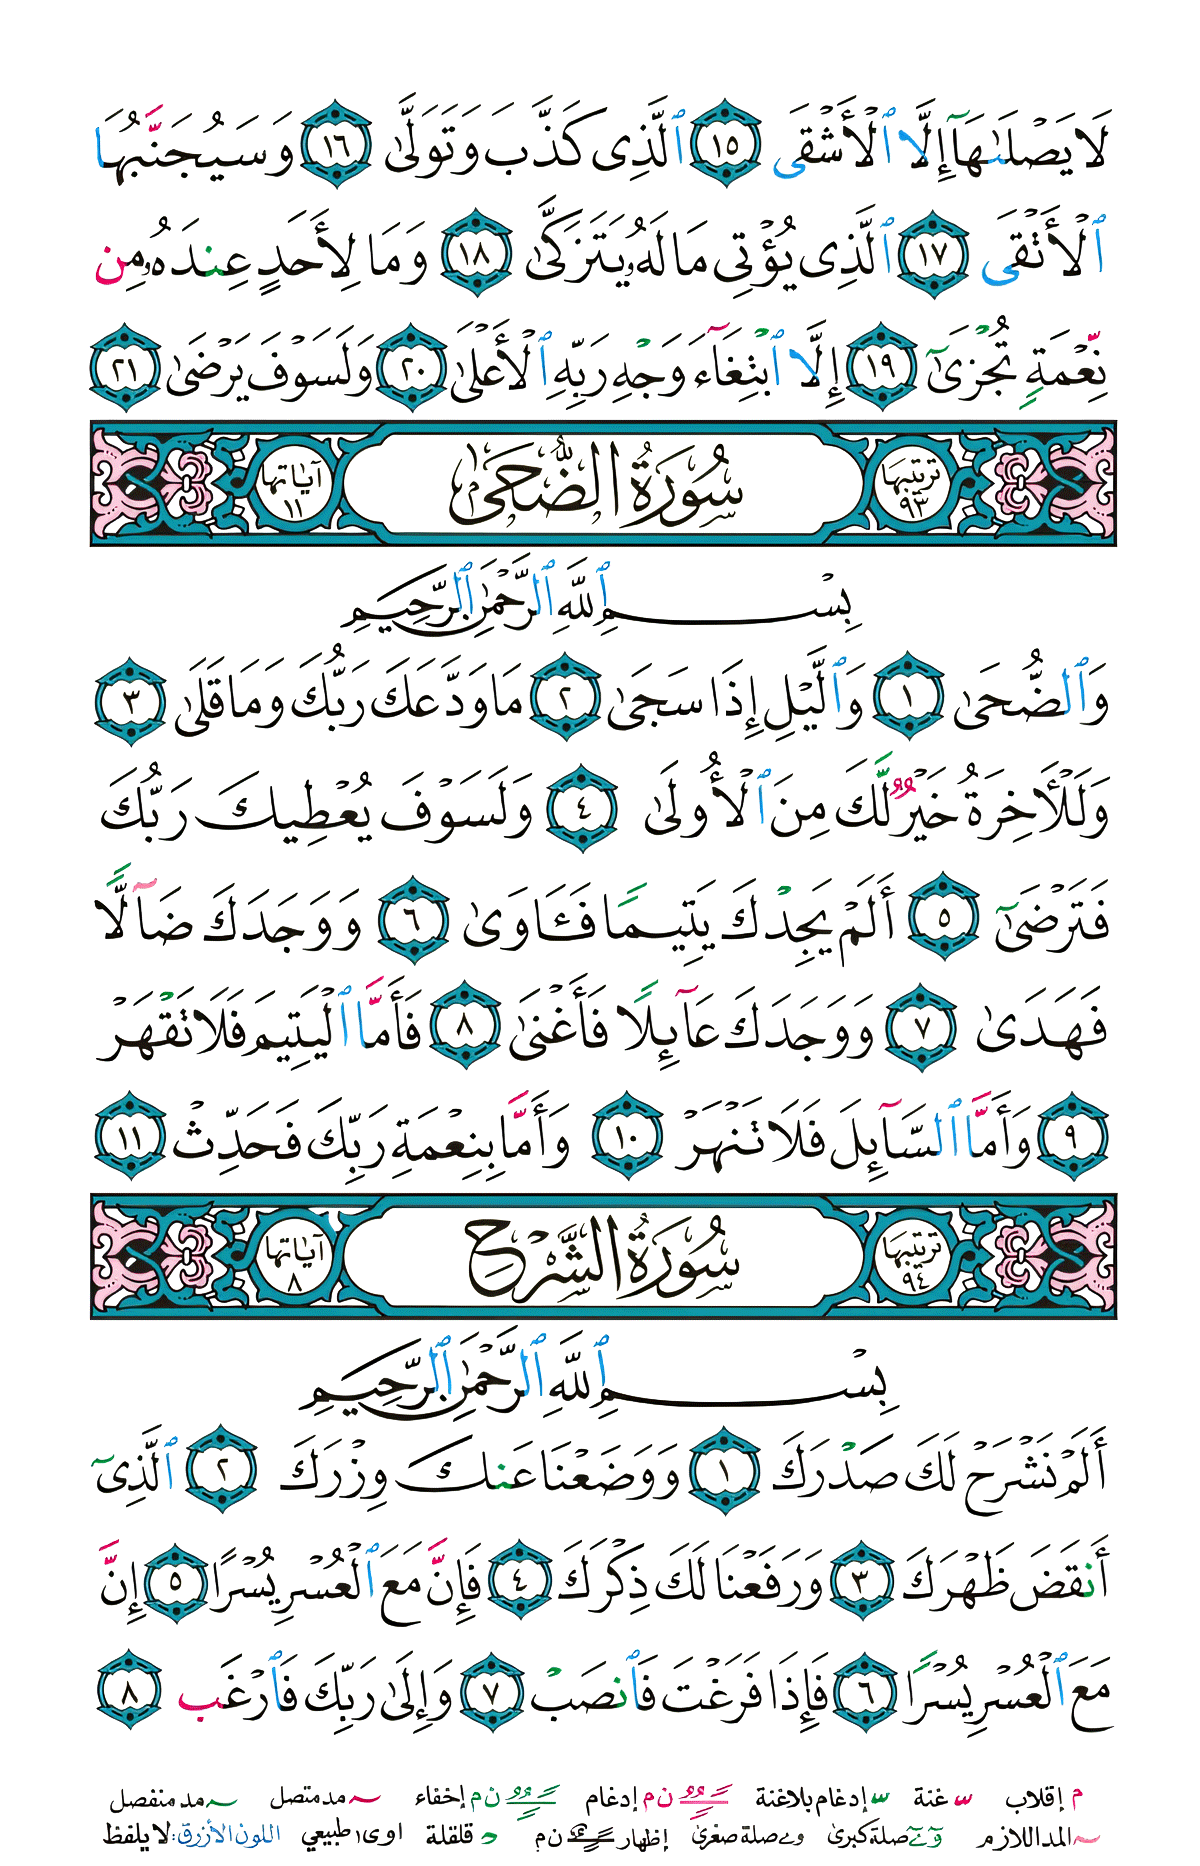 لَا يَصْلَىٰهَآ إِلَّا ٱلْأَشْقَى ١٥ ٱلَّذِى كَذَّبَ وَتَوَلَّىٰ ١٦ وَسَيُجَنَّبُهَا
ٱلْأَتْقَى ١٧ ٱلَّذِى يُؤْتِى مَالَهُۥ يَتَزَكَّىٰ ١٨ وَمَا لِأَحَدٍ عِندَهُۥ مِن
نِّعْمَةٍ تُجْزَىٰٓ ١٩ إِلَّا ٱبْتِغَآءَ وَجْهِ رَبِّهِ ٱلْأَعْلَىٰ ٢٠ وَلَسَوْفَ يَرْضَىٰ ٢١
ترتيبها ٩٣ سُورَةُ الضُّحَىٰ آياتها ١١
بِسْمِ ٱللَّهِ ٱلرَّحْمَٰنِ ٱلرَّحِيمِ
وَٱلضُّحَىٰ ١ وَٱلَّيْلِ إِذَا سَجَىٰ ٢ مَا وَدَّعَكَ رَبُّكَ وَمَا قَلَىٰ ٣
وَلَلْآخِرَةُ خَيْرٌ لَّكَ مِنَ ٱلْأُولَىٰ ٤ وَلَسَوْفَ يُعْطِيكَ رَبُّكَ
فَتَرْضَىٰٓ ٥ أَلَمْ يَجِدْكَ يَتِيمًا فَـَٔاوَىٰ ٦ وَوَجَدَكَ ضَآلًّا
فَهَدَىٰ ٧ وَوَجَدَكَ عَآئِلًا فَأَغْنَىٰ ٨ فَأَمَّا ٱلْيَتِيمَ فَلَا تَقْهَرْ
٩ وَأَمَّا ٱلسَّآئِلَ فَلَا تَنْهَرْ ١٠ وَأَمَّا بِنِعْمَةِ رَبِّكَ فَحَدِّثْ ١١
ترتيبها ٩٤ سُورَةُ الشَّرْحِ آياتها ٨
بِسْمِ ٱللَّهِ ٱلرَّحْمَٰنِ ٱلرَّحِيمِ
أَلَمْ نَشْرَحْ لَكَ صَدْرَكَ ١ وَوَضَعْنَا عَنكَ وِزْرَكَ ٢ ٱلَّذِىٓ
أَنقَضَ ظَهْرَكَ ٣ وَرَفَعْنَا لَكَ ذِكْرَكَ ٤ فَإِنَّ مَعَ ٱلْعُسْرِ يُسْرًا ٥ إِنَّ
مَعَ ٱلْعُسْرِ يُسْرًا ٦ فَإِذَا فَرَغْتَ فَٱنصَبْ ٧ وَإِلَىٰ رَبِّكَ فَٱرْغَب ٨
م إقلاب غنة إدغام بلاغنة ن م إدغام ن م إخفاء مد متصل مد منفصل
المد اللازم صلة كبرى و ے صلة صغرى إظهار ن م قلقلة ا و ى طبيعي اللون الأزرق: لا يلفظ